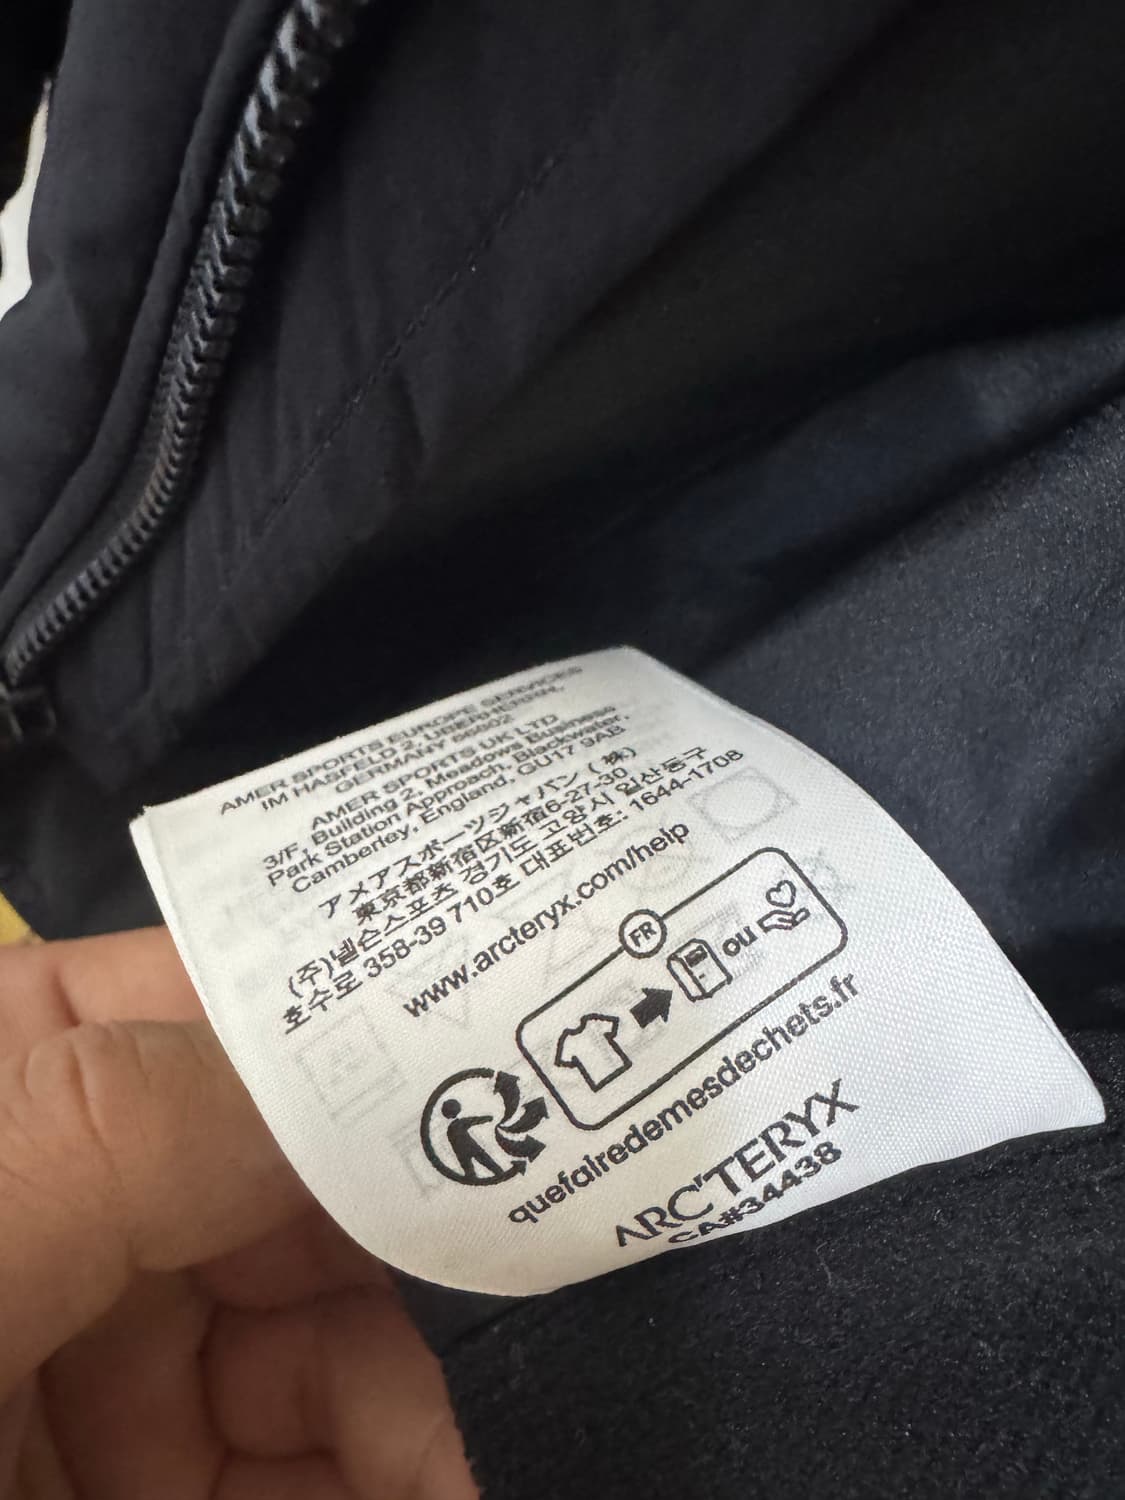 AMER SPORTS EUROPE SERVICES
IM HASFELD 2, UBERHERRN,
GERMANY 66802
AMER SPORTS UK LTD
3/F, Building 2, Meadows Business
Park Station Approach, Blackwater,
Camberley, England, GU17 9AB
アメアスポーツジャパン (株)
東京都新宿区新宿6-27-30
(주)넬슨스포츠 경기도 고양시 일산동구
호수로 358-39 710호 대표번호: 1644-1708
www.arcteryx.com/help
FR
ou
quefairedemesdechets.fr
ARC'TERYX
CA#34438